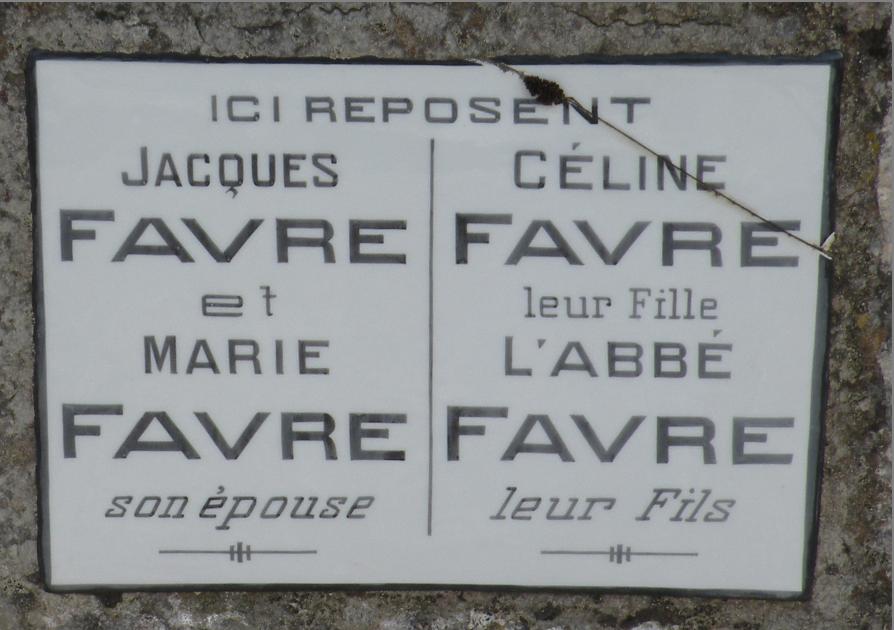 ICI REPOSENT
JACQUES
FAVRE
et
MARIE
FAVRE
son épouse
CÉLINE
FAVRE
leur Fille
L'ABBÉ
FAVRE
leur Fils